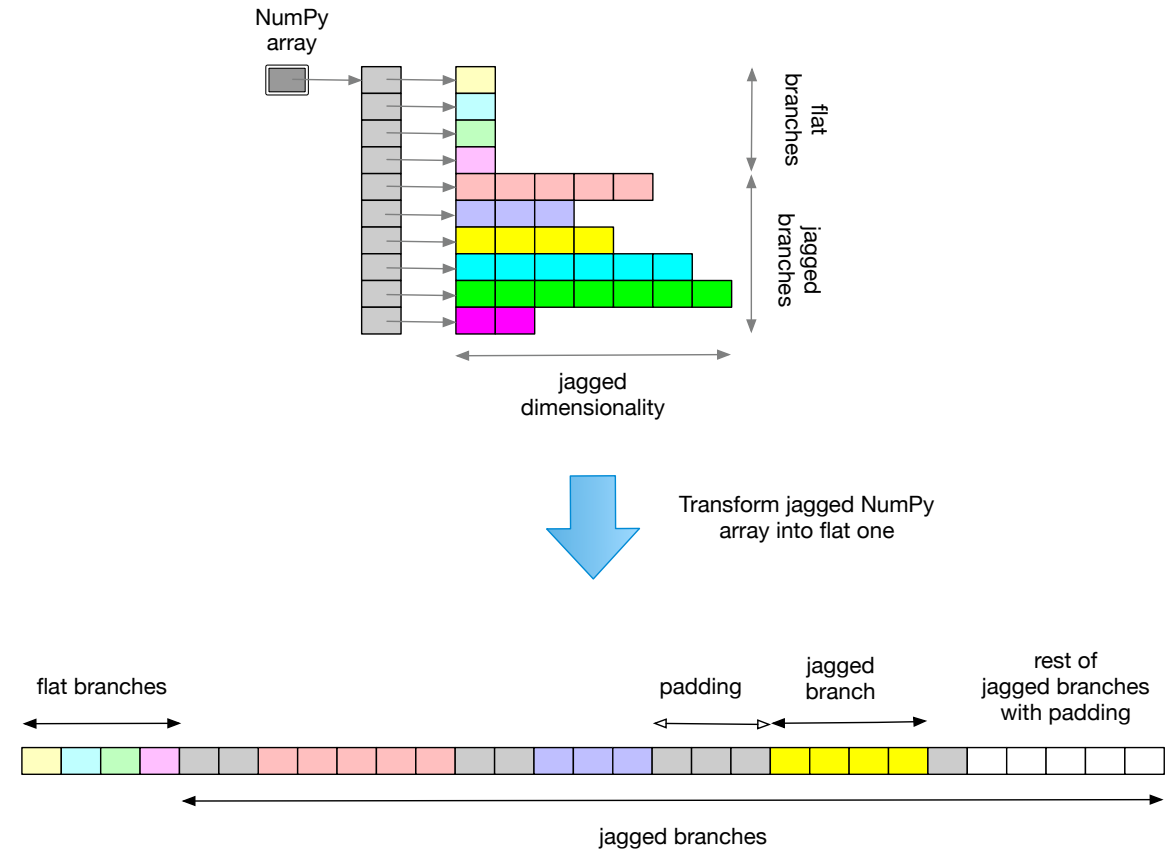 NumPy
array
flat
branches
jagged
branches
jagged
dimensionality
Transform jagged NumPy
array into flat one
flat branches
padding
jagged
branch
rest of
jagged branches
with padding
jagged branches